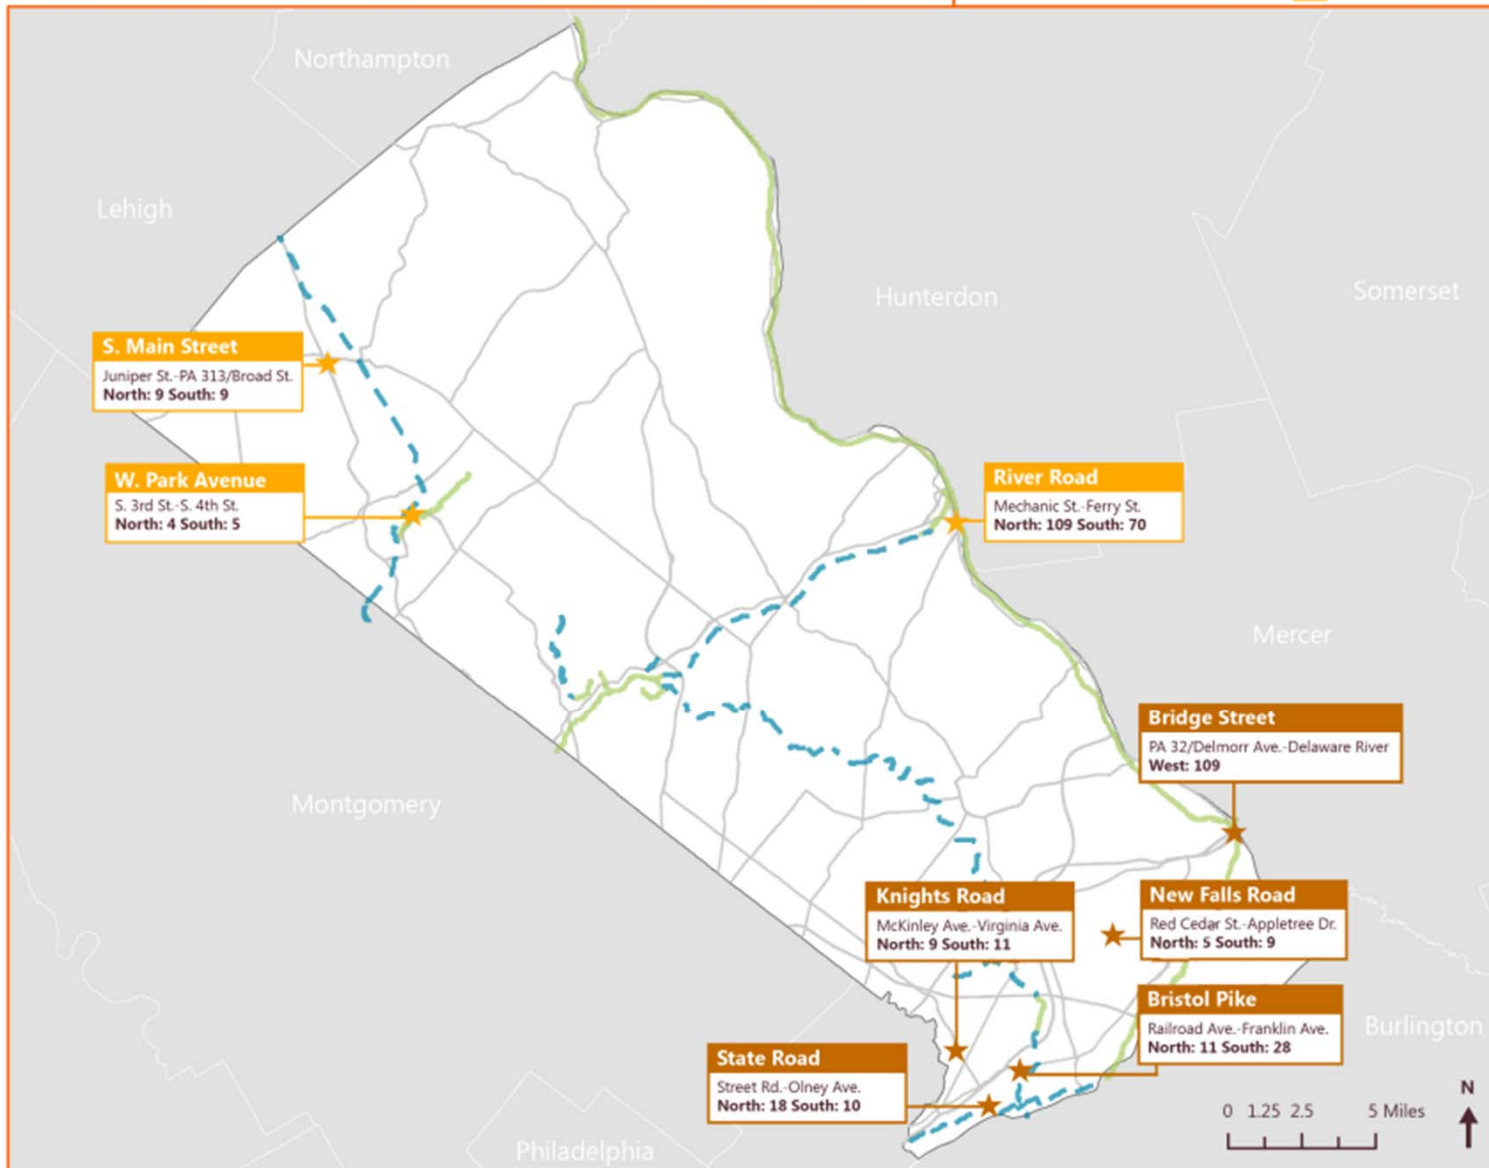 Northampton
Lehigh
Hunterdon
Somerset
S. Main Street
Juniper St.-PA 313/Broad St.
North: 9 South: 9
W. Park Avenue
S. 3rd St.-S. 4th St.
North: 4 South: 5
River Road
Mechanic St.-Ferry St.
North: 109 South: 70
Mercer
Bridge Street
PA 32/Delmorr Ave.-Delaware River
West: 109
Montgomery
Knights Road
McKinley Ave.-Virginia Ave.
North: 9 South: 11
New Falls Road
Red Cedar St.-Appletree Dr.
North: 5 South: 9
Bristol Pike
Railroad Ave.-Franklin Ave.
North: 11 South: 28
Burlington
State Road
Street Rd.-Olney Ave.
North: 18 South: 10
Philadelphia
N
0 1.25 2.5 5 Miles